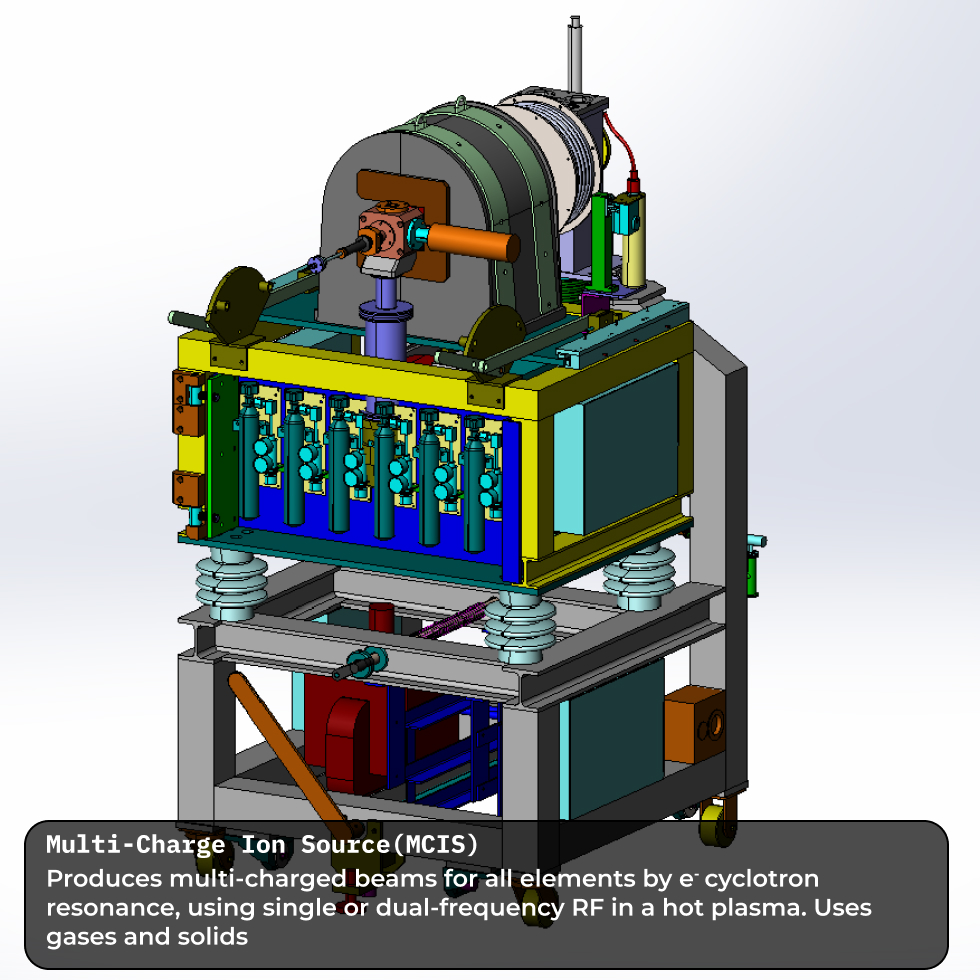 Multi-Charge Ion Source(MCIS)
Produces multi-charged beams for all elements by e⁻ cyclotron
resonance, using single or dual-frequency RF in a hot plasma. Uses
gases and solids